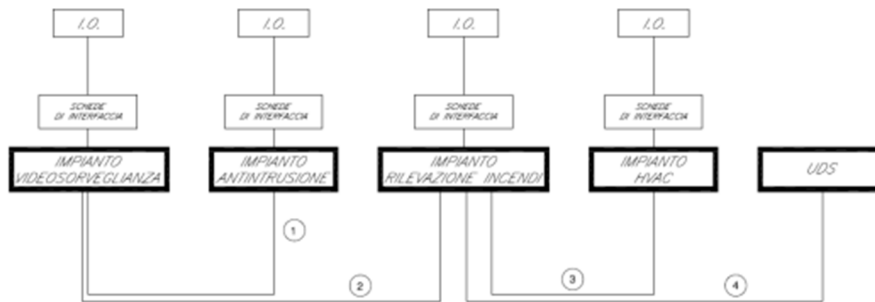 I.O.
I.O.
I.O.
I.O.
SCHEDE
DI INTERFACCIA
SCHEDE
DI INTERFACCIA
SCHEDE
DI INTERFACCIA
SCHEDE
DI INTERFACCIA
IMPIANTO
VIDEOSORVEGLIANZA
IMPIANTO
ANTINTRUSIONE
IMPIANTO
RILEVAZIONE INCENDI
IMPIANTO
HVAC
UDS
1
2
3
4